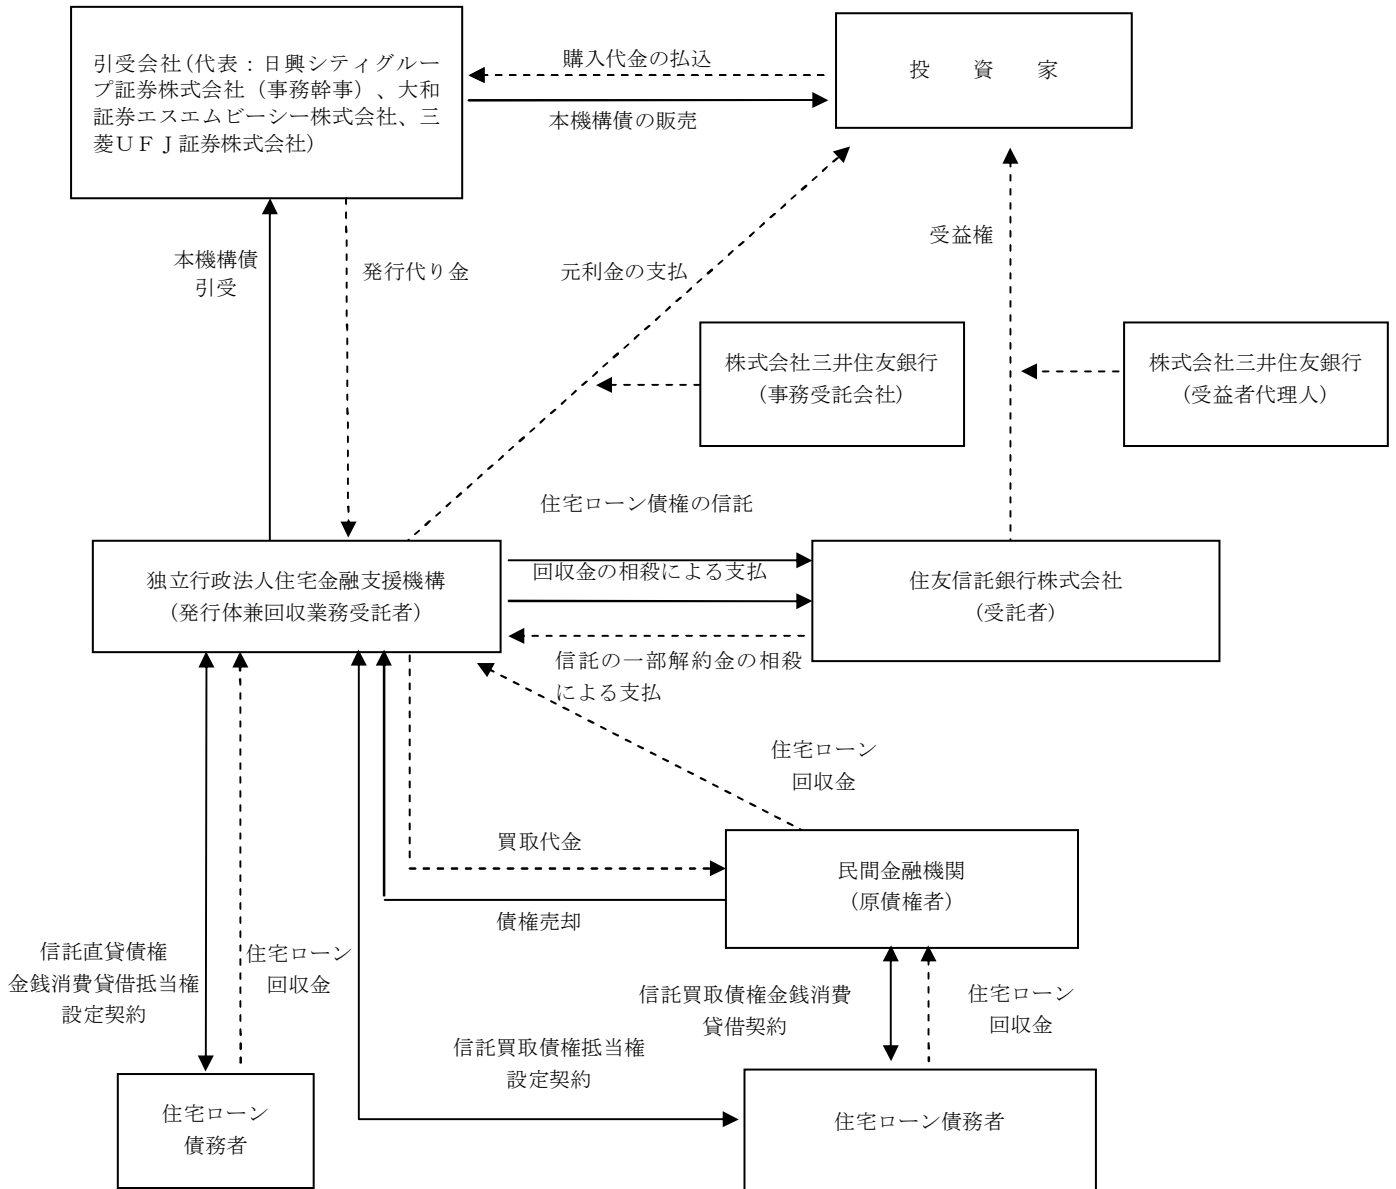 引受会社(代表：日興シティグルー
プ証券株式会社（事務幹事)、大和
証券エスエムビーシー株式会社、三
菱ＵＦＪ証券株式会社)
購入代金の払込
本機構債の販売
投　資　家
本機構債
引受
発行代り金
元利金の支払
受益権
株式会社三井住友銀行
（事務受託会社）
株式会社三井住友銀行
（受益者代理人）
住宅ローン債権の信託
独立行政法人住宅金融支援機構
（発行体兼回収業務受託者）
回収金の相殺による支払
住友信託銀行株式会社
（受託者）
信託の一部解約金の相殺
による支払
住宅ローン
回収金
買取代金
民間金融機関
（原債権者）
債権売却
信託直貸債権
金銭消費貸借抵当権
設定契約
住宅ローン
回収金
信託買取債権金銭消費
貸借契約
住宅ローン
回収金
信託買取債権抵当権
設定契約
住宅ローン
債務者
住宅ローン債務者